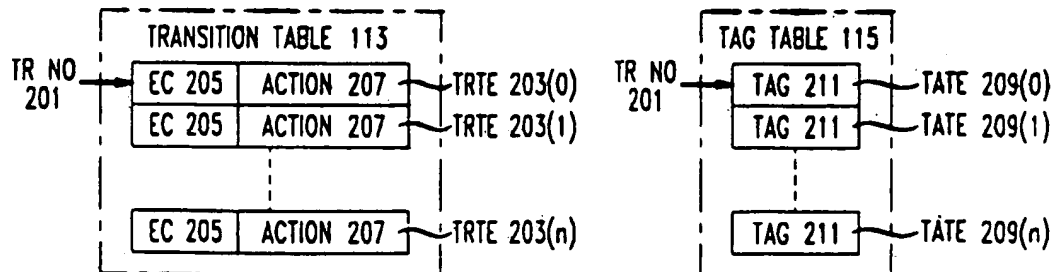 TRANSITION TABLE 113
TR NO
201
EC 205 ACTION 207 TRTE 203(0)
EC 205 ACTION 207 TRTE 203(1)
EC 205 ACTION 207 TRTE 203(n)
TAG TABLE 115
TR NO
201
TAG 211 TATE 209(0)
TAG 211 TATE 209(1)
TAG 211 TATE 209(n)